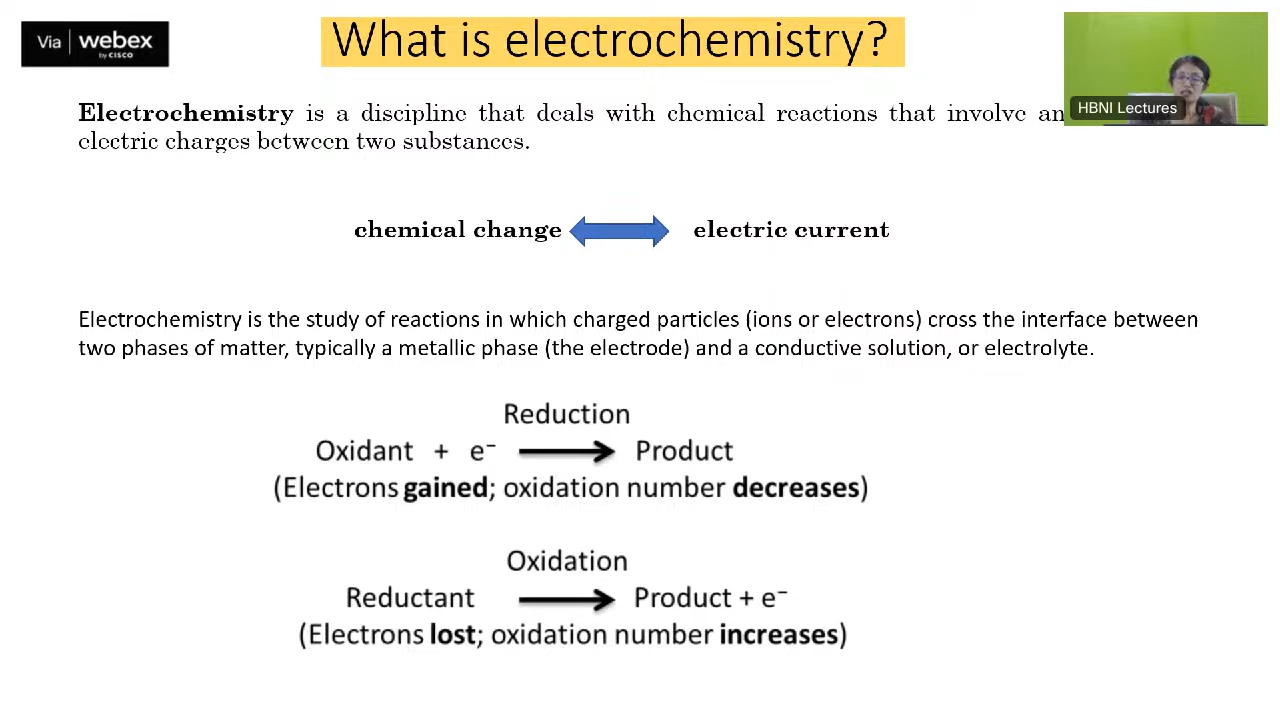 Via | webex
by CISCO
What is electrochemistry?
HBNI Lectures
Electrochemistry is a discipline that deals with chemical reactions that involve an
electric charges between two substances.
chemical change
electric current
Electrochemistry is the study of reactions in which charged particles (ions or electrons) cross the interface between
two phases of matter, typically a metallic phase (the electrode) and a conductive solution, or electrolyte.
Reduction
Oxidant + e⁻ → Product
(Electrons gained; oxidation number decreases)
Oxidation
Reductant → Product + e⁻
(Electrons lost; oxidation number increases)